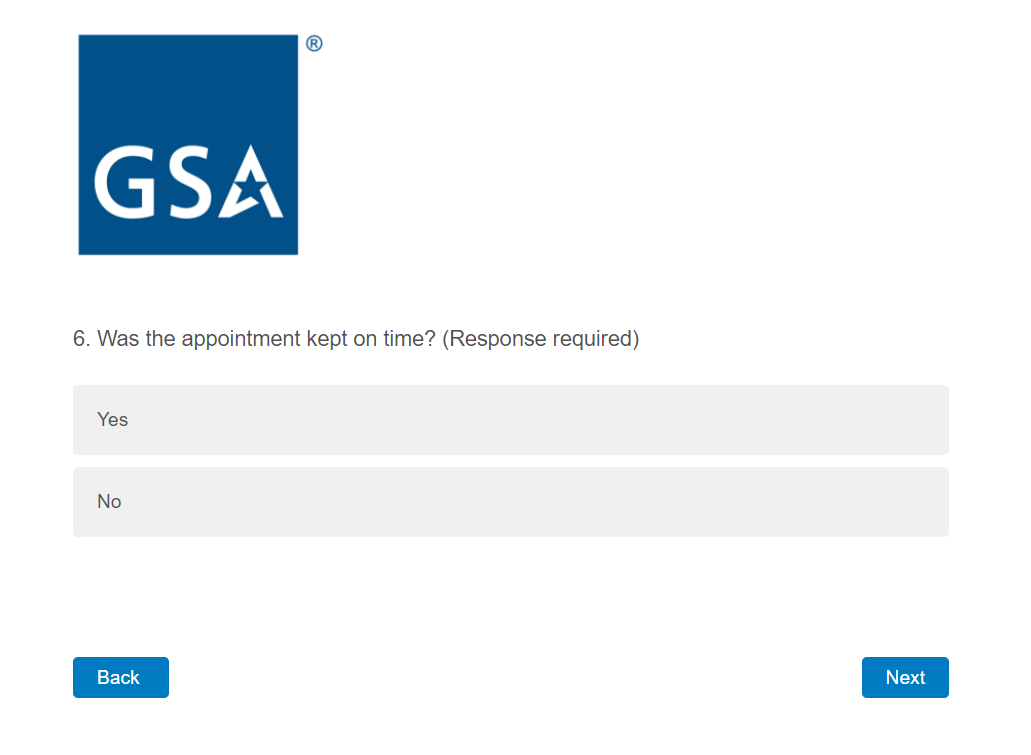 GSA®
6. Was the appointment kept on time? (Response required)
Yes
No
Back
Next